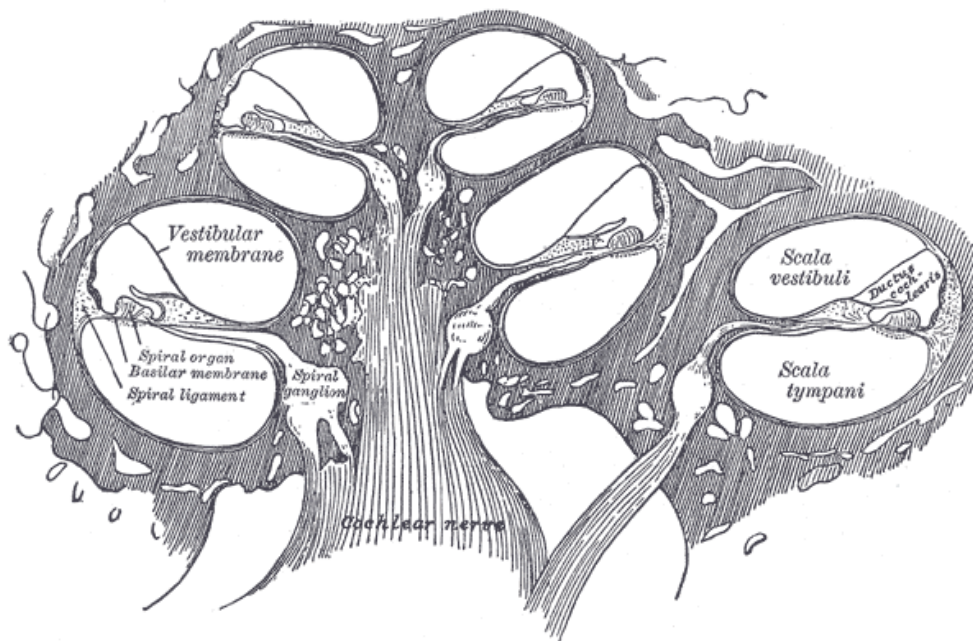 Vestibular
membrane
Spiral organ
Basilar membrane
Spiral ligament
Spiral
ganglion
Cochlear nerve
Scala
vestibuli
Ductus
coch
learis
Scala
tympani